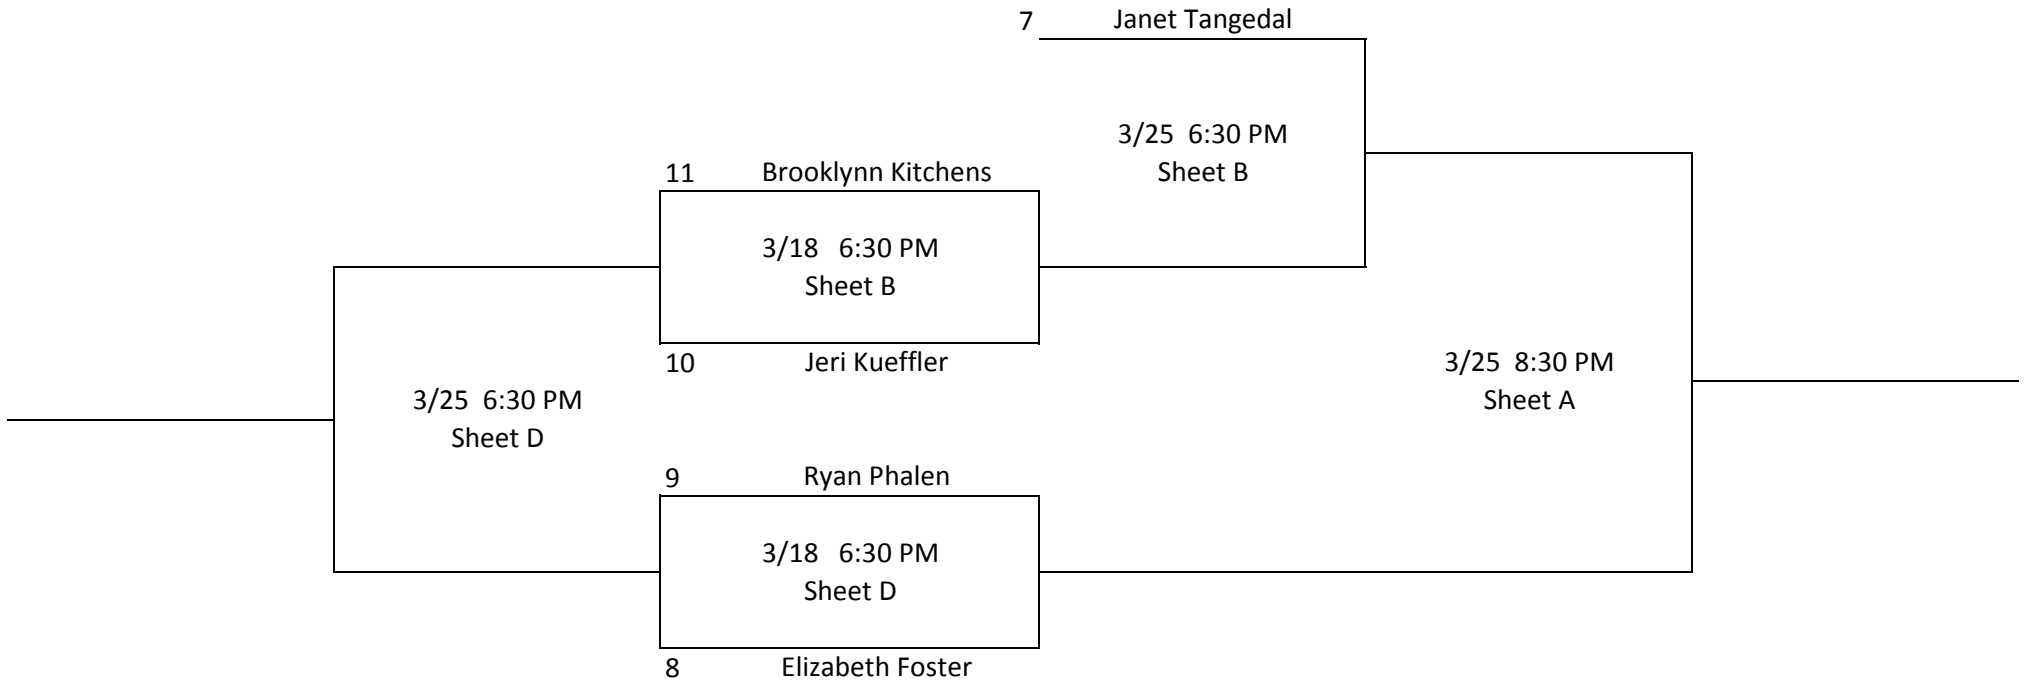 7 Janet Tangedal
3/25 6:30 PM
Sheet B
11 Brooklynn Kitchens
3/18 6:30 PM
Sheet B
10 Jeri Kueffler
3/25 8:30 PM
Sheet A
3/25 6:30 PM
Sheet D
9 Ryan Phalen
3/18 6:30 PM
Sheet D
8 Elizabeth Foster